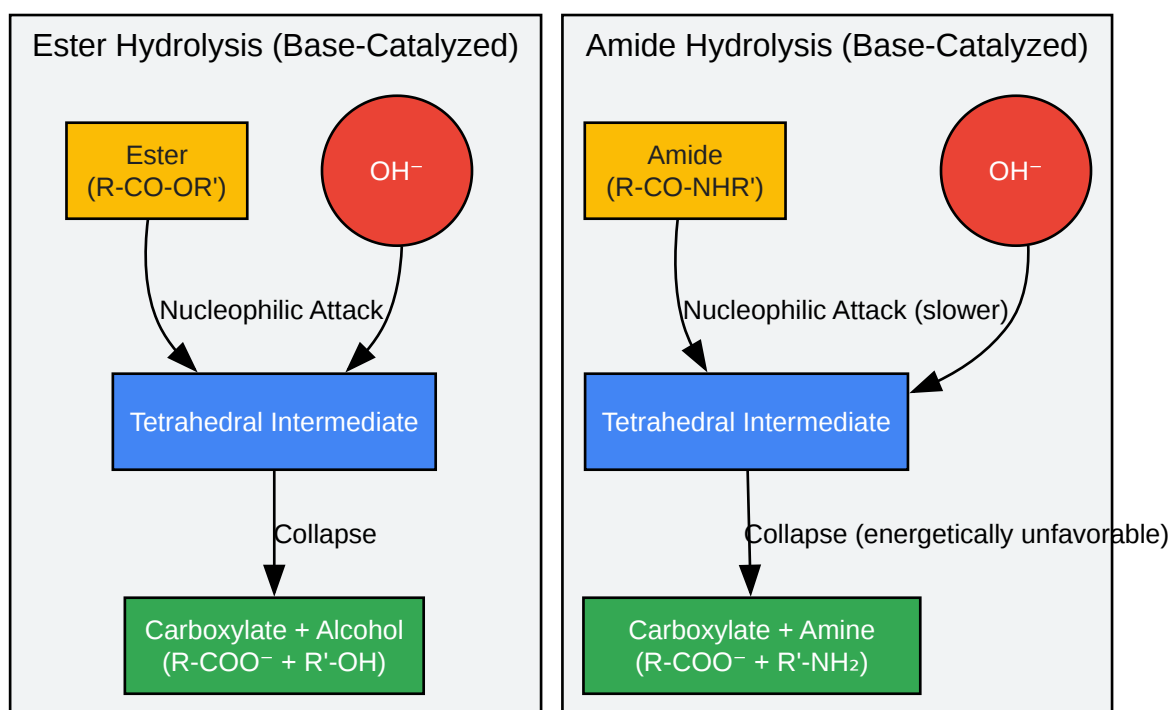 Ester Hydrolysis (Base-Catalyzed)
Ester
(R-CO-OR')
OH⁻
Nucleophilic Attack
Tetrahedral Intermediate
Collapse
Carboxylate + Alcohol
(R-COO⁻ + R'-OH)
Amide Hydrolysis (Base-Catalyzed)
Amide
(R-CO-NHR')
OH⁻
Nucleophilic Attack (slower)
Tetrahedral Intermediate
Collapse (energetically unfavorable)
Carboxylate + Amine
(R-COO⁻ + R'-NH₂)